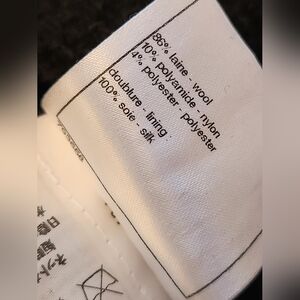 86% laine - wool
10% polyamide - nylon
4% polyester - polyester
doublure - lining
100% soie - silk